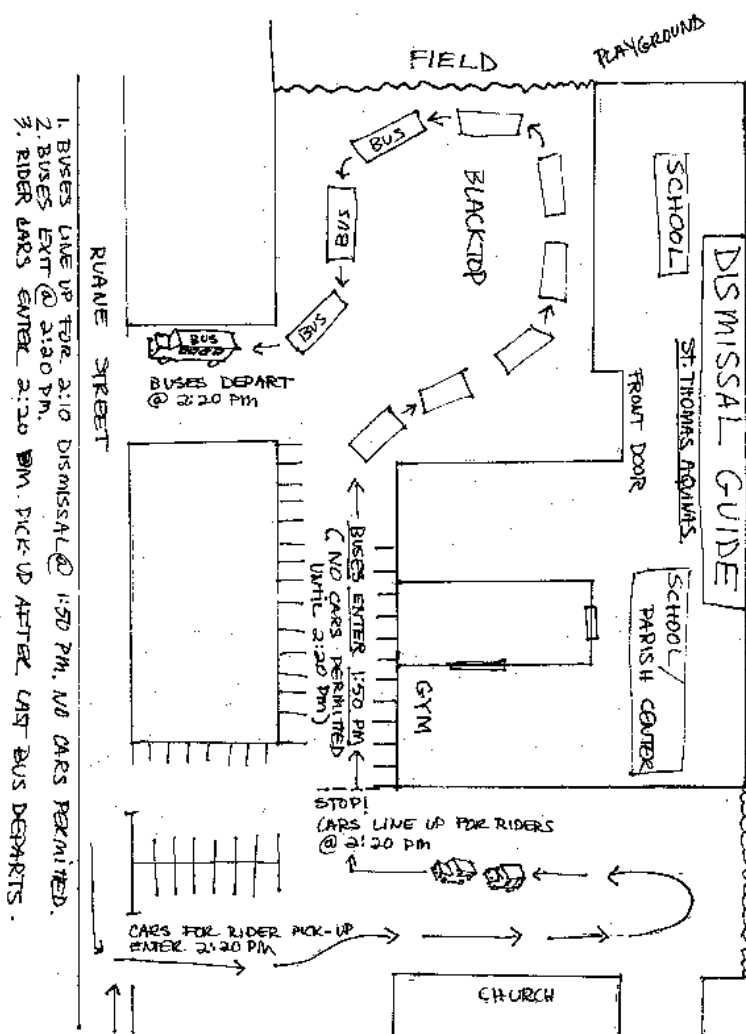 FIELD
PLAYGROUND
DISMISSAL GUIDE
ST. THOMAS AQUINAS
SCHOOL
FRONT DOOR
SCHOOL/
PARISH CENTER
BLACKTOP
BUS
BUS
BUS
BUS
BUSES DEPART
@ 2:20 PM
BUSES ENTER 1:50 PM
(NO CARS PERMITTED
UNTIL 2:20 PM)
GYM
STOP!
CARS LINE UP FOR RIDERS
@ 2:20 PM
CARS FOR RIDER PICK-UP
ENTER 2:20 PM
CHURCH
RUANE STREET
1. BUSES LINE UP FOR 2:10 DISMISSAL @ 1:50 PM. NO CARS PERMITTED.
2. BUSES EXIT @ 2:20 PM.
3. RIDER CARS ENTER 2:20 PM. PICK-UP AFTER LAST BUS DEPARTS.